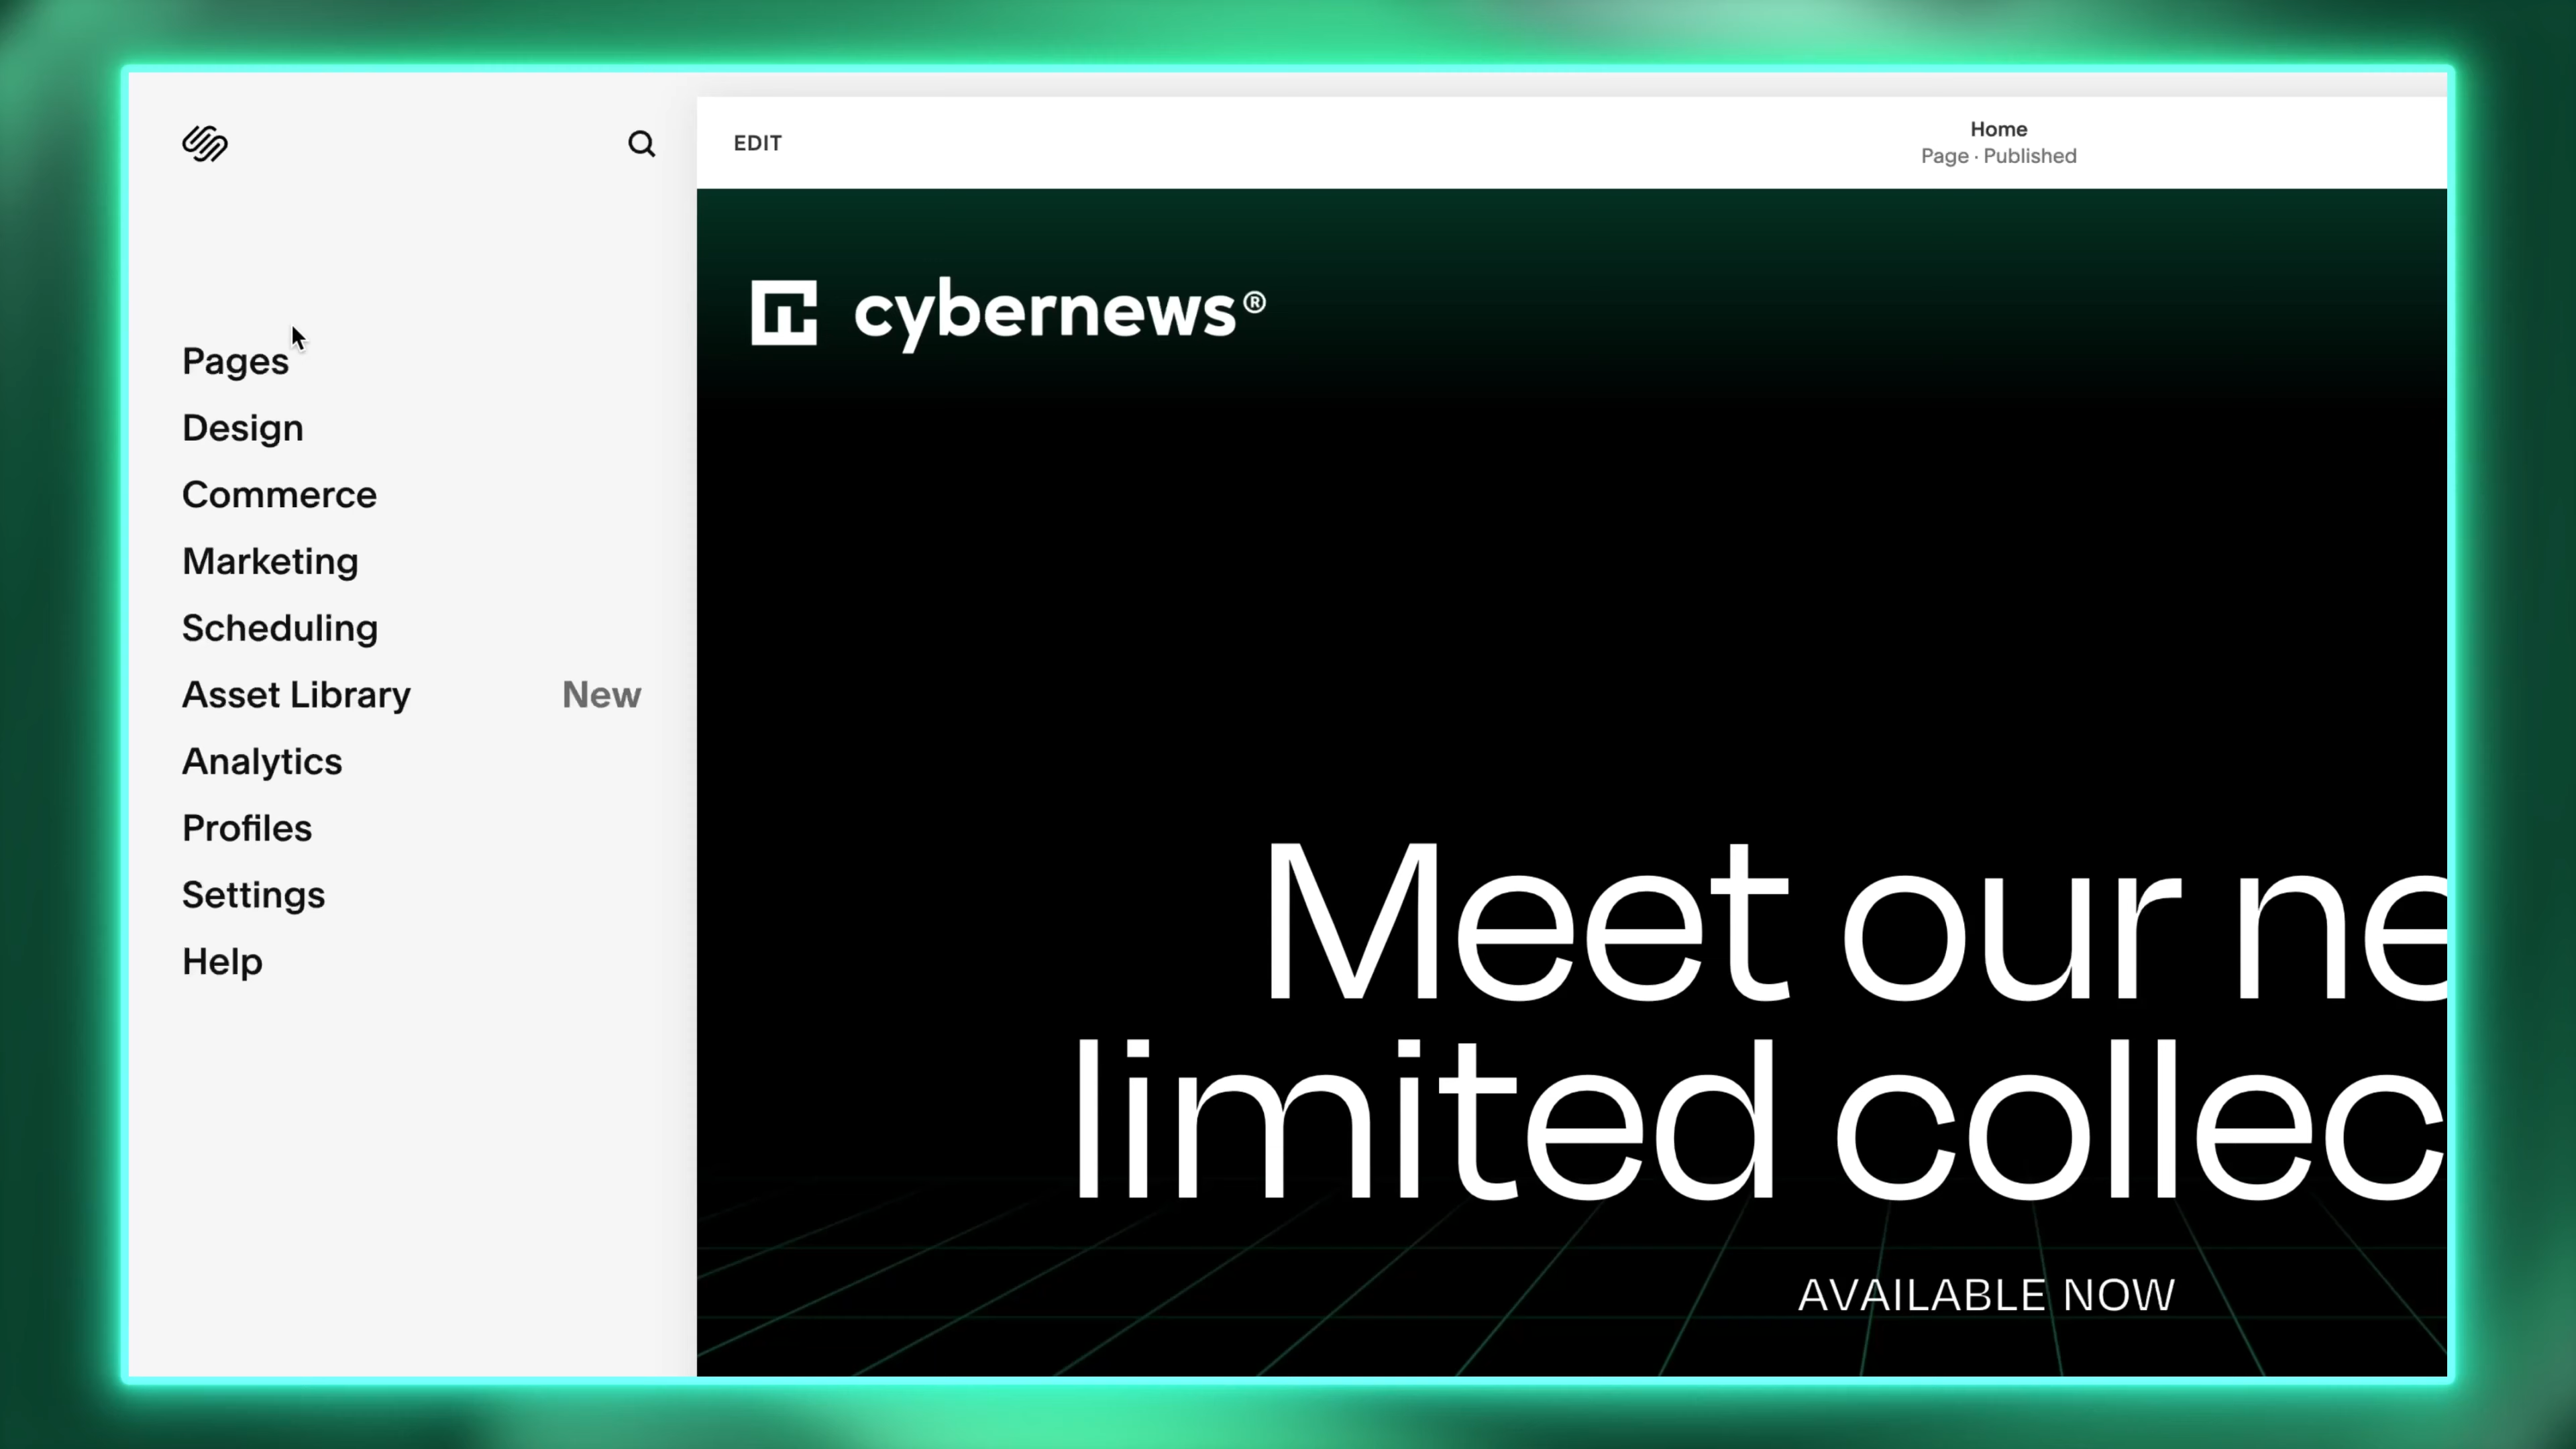 EDIT
Home
Page · Published
Pages
Design
Commerce
Marketing
Scheduling
Asset Library New
Analytics
Profiles
Settings
Help
cybernews®
Meet our ne
limited collec
AVAILABLE NOW